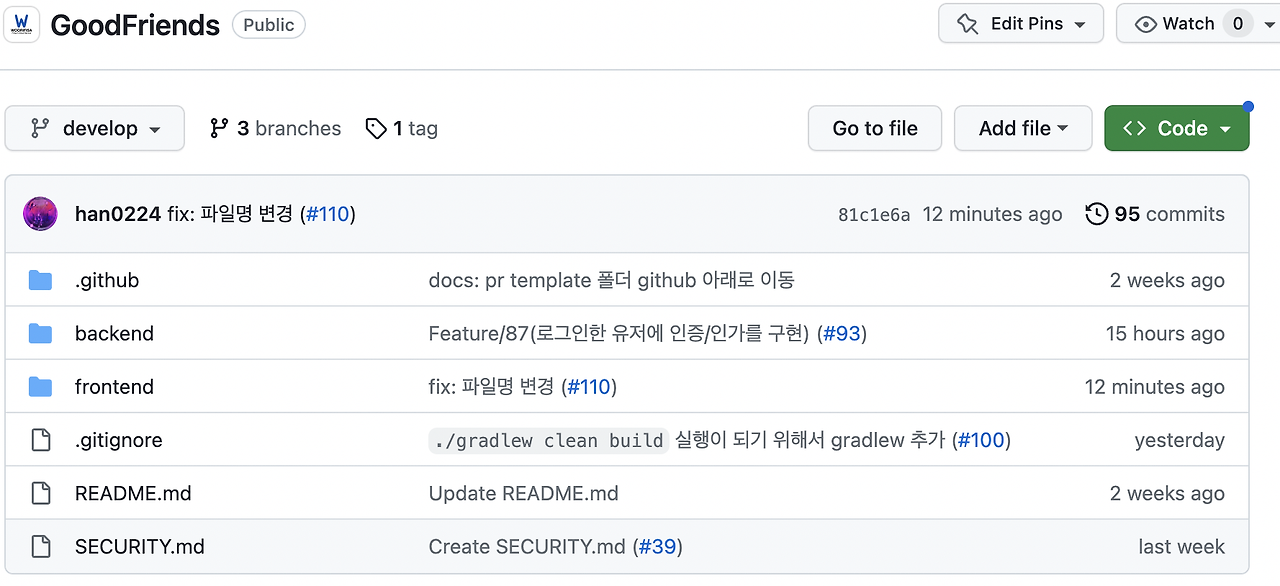 W GoodFriends Public Edit Pins Watch 0
develop 3 branches 1 tag Go to file Add file <> Code
han0224 fix: 파일명 변경 (#110) 81c1e6a 12 minutes ago 95 commits
.github docs: pr template 폴더 github 아래로 이동 2 weeks ago
backend Feature/87(로그인한 유저에 인증/인가를 구현) (#93) 15 hours ago
frontend fix: 파일명 변경 (#110) 12 minutes ago
.gitignore ./gradlew clean build 실행이 되기 위해서 gradlew 추가 (#100) yesterday
README.md Update README.md 2 weeks ago
SECURITY.md Create SECURITY.md (#39) last week